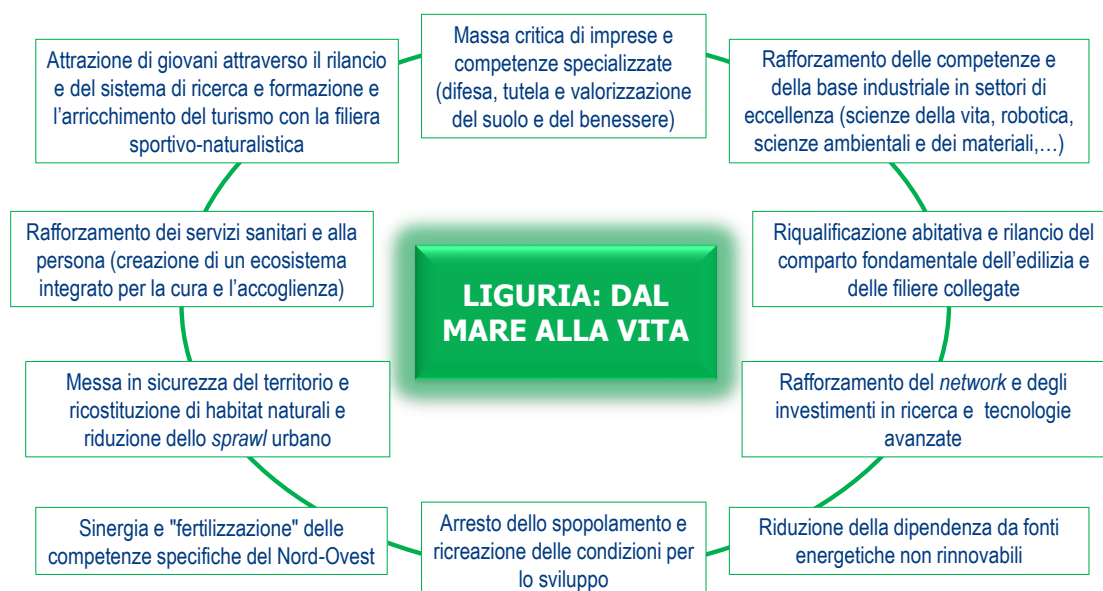 Massa critica di imprese e
competenze specializzate
(difesa, tutela e valorizzazione
del suolo e del benessere)
Rafforzamento delle competenze e
della base industriale in settori di
eccellenza (scienze della vita, robotica,
scienze ambientali e dei materiali,…)
Riqualificazione abitativa e rilancio del
comparto fondamentale dell’edilizia e
delle filiere collegate
Rafforzamento del network e degli
investimenti in ricerca e tecnologie
avanzate
Riduzione della dipendenza da fonti
energetiche non rinnovabili
Arresto dello spopolamento e
ricreazione delle condizioni per
lo sviluppo
Sinergia e "fertilizzazione" delle
competenze specifiche del Nord-Ovest
Messa in sicurezza del territorio e
ricostituzione di habitat naturali e
riduzione dello sprawl urbano
Rafforzamento dei servizi sanitari e alla
persona (creazione di un ecosistema
integrato per la cura e l’accoglienza)
Attrazione di giovani attraverso il rilancio
e del sistema di ricerca e formazione e
l’arricchimento del turismo con la filiera
sportivo-naturalistica
LIGURIA: DAL
MARE ALLA VITA